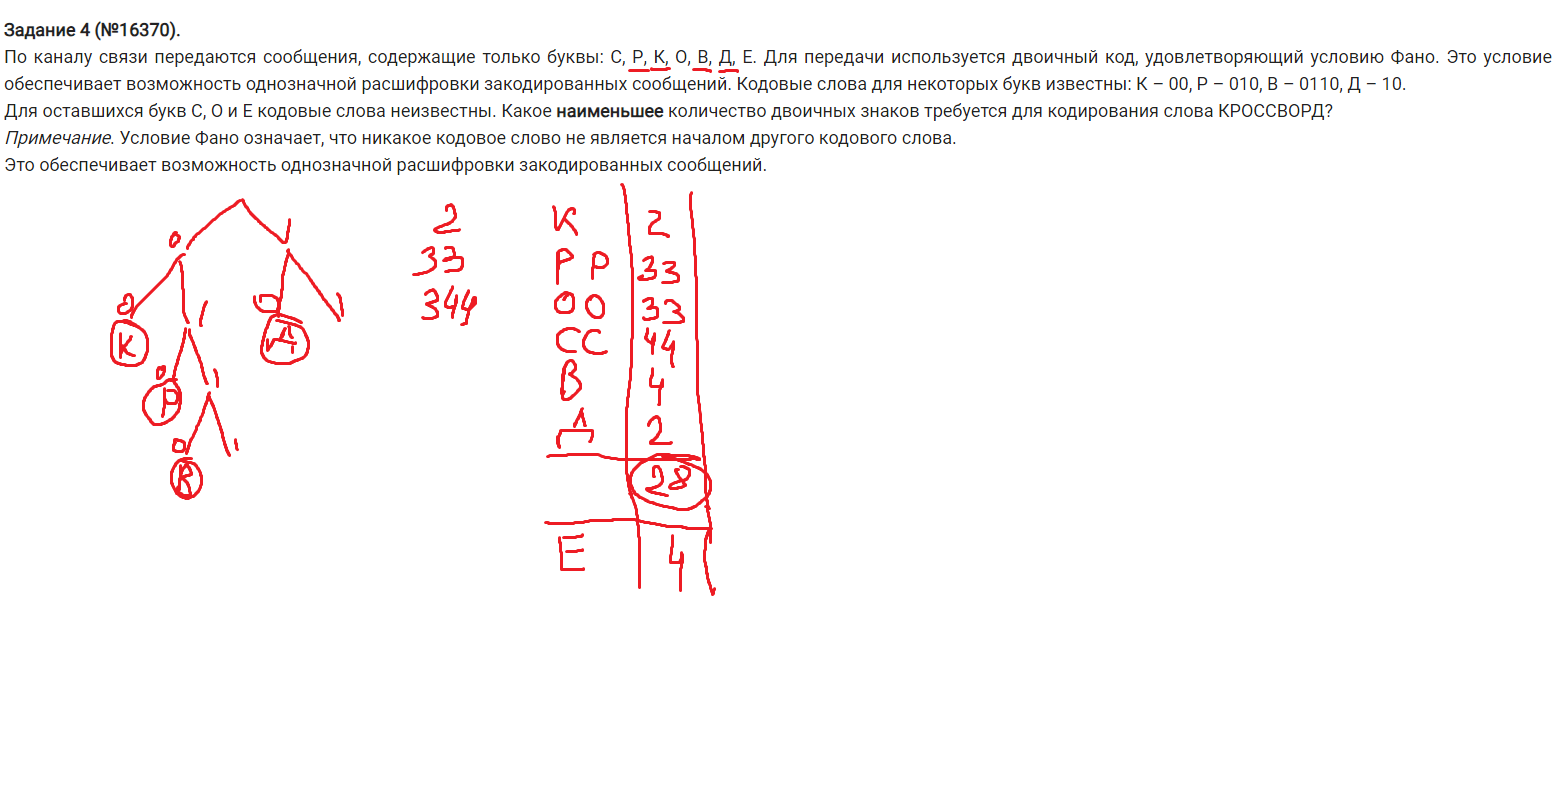 Задание 4 (№16370).
По каналу связи передаются сообщения, содержащие только буквы: С, Р, К, О, В, Д, Е. Для передачи используется двоичный код, удовлетворяющий условию Фано. Это условие
обеспечивает возможность однозначной расшифровки закодированных сообщений. Кодовые слова для некоторых букв известны: К – 00, Р – 010, В – 0110, Д – 10.
Для оставшихся букв С, О и Е кодовые слова неизвестны. Какое наименьшее количество двоичных знаков требуется для кодирования слова КРОССВОРД?
Примечание. Условие Фано означает, что никакое кодовое слово не является началом другого кодового слова.
Это обеспечивает возможность однозначной расшифровки закодированных сообщений.
0 1
0 1 0 1
К Д
0 1
Р
0 1
В
2
33
344
К 2
Р Р 33
О О 33
С С 44
В 4
Д 2
28
Е 4